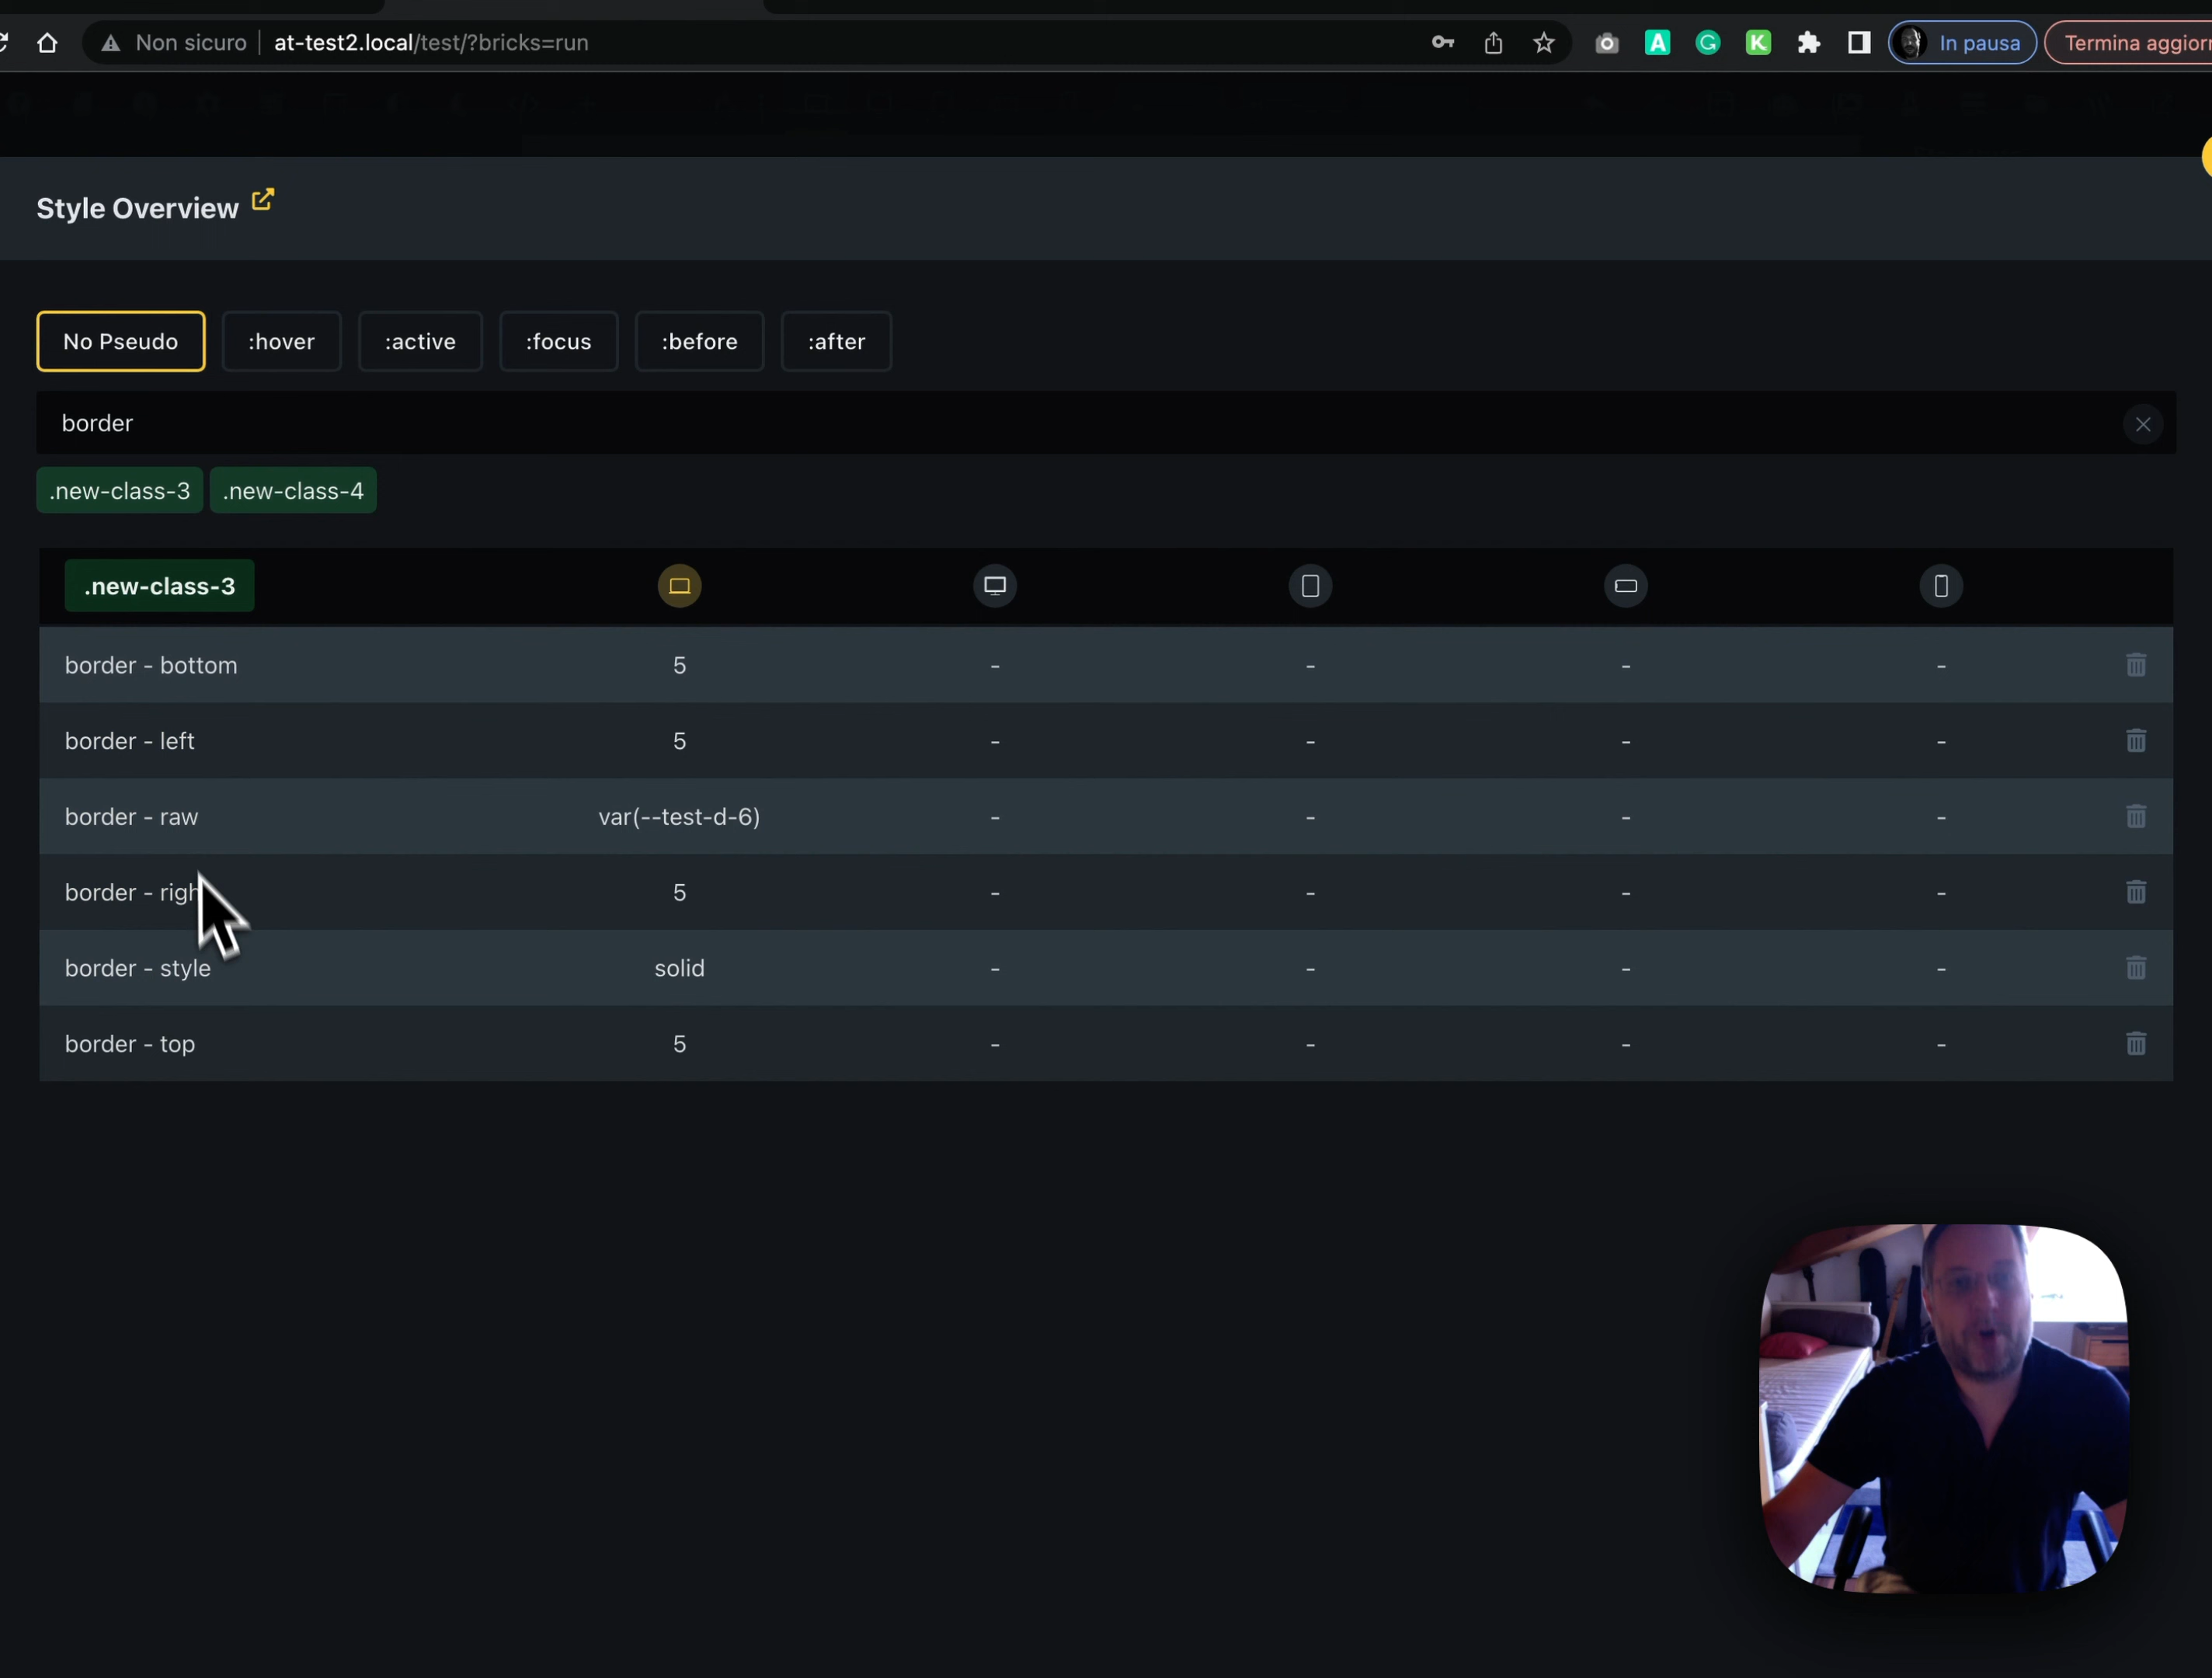 Non sicuro at-test2.local/test/?bricks=run In pausa Termina aggiorn
Style Overview
No Pseudo :hover :active :focus :before :after
border
.new-class-3 .new-class-4
.new-class-3
border - bottom 5 - - - -
border - left 5 - - - -
border - raw var(--test-d-6) - - - -
border - righ 5 - - - -
border - style solid - - - -
border - top 5 - - - -